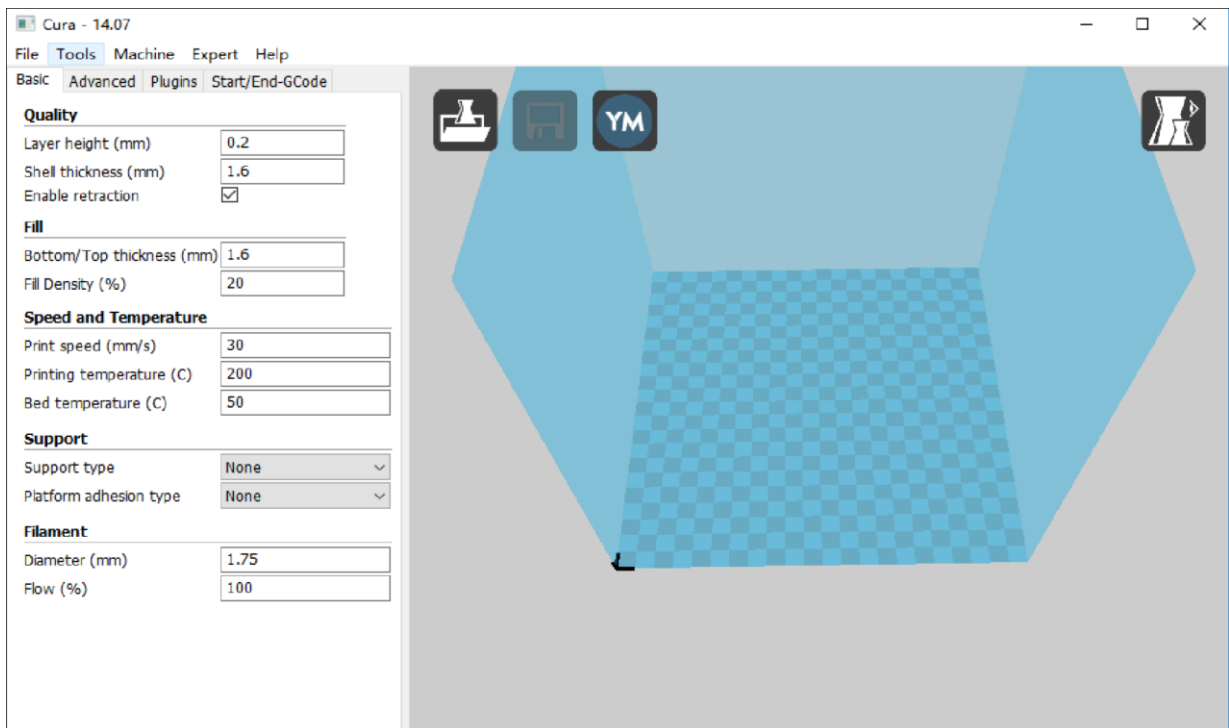 Cura - 14.07
File Tools Machine Expert Help
Basic Advanced Plugins Start/End-GCode
YM
Quality
Layer height (mm) 0.2
Shell thickness (mm) 1.6
Enable retraction
Fill
Bottom/Top thickness (mm) 1.6
Fill Density (%) 20
Speed and Temperature
Print speed (mm/s) 30
Printing temperature (C) 200
Bed temperature (C) 50
Support
Support type None
Platform adhesion type None
Filament
Diameter (mm) 1.75
Flow (%) 100